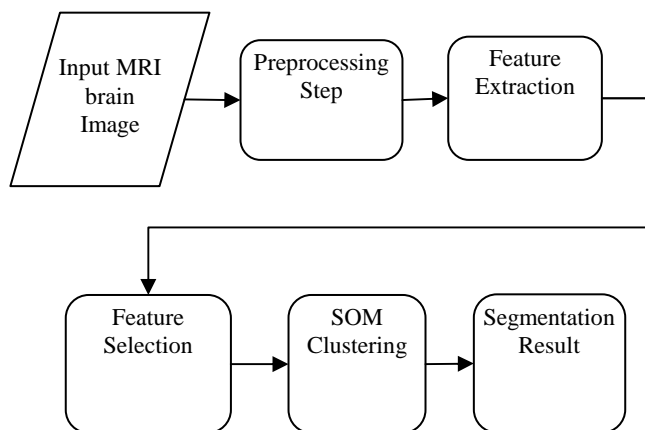 Input MRI
brain
Image
Preprocessing
Step
Feature
Extraction
Feature
Selection
SOM
Clustering
Segmentation
Result